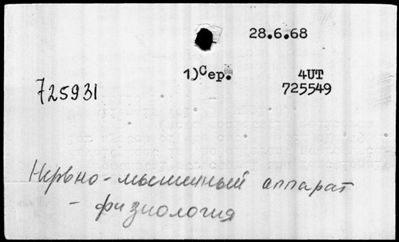 28.6.68
1)Сер. 4UT
725931 725549
Нервно-мышечный аппарат
- физиология